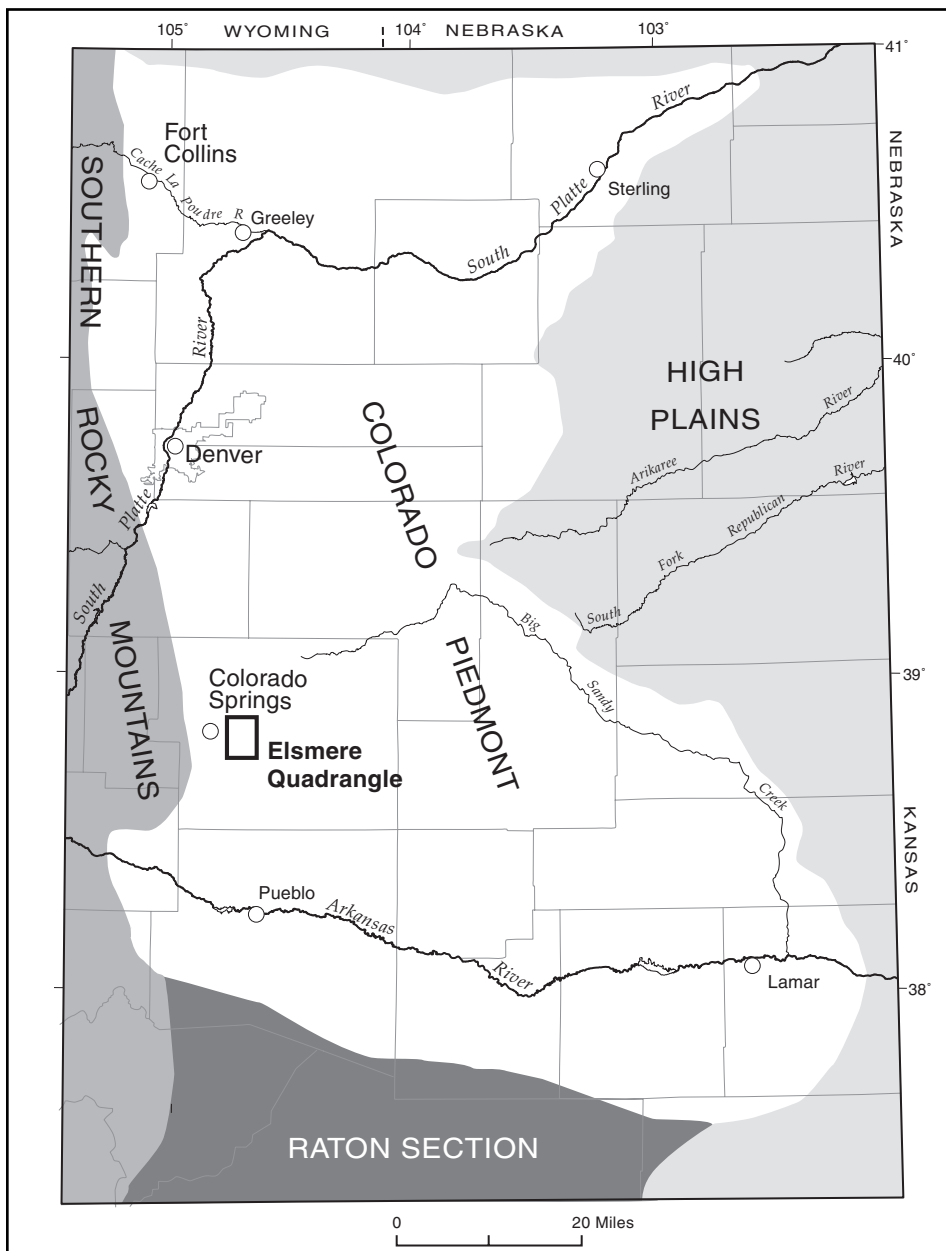 105°
WYOMING
104°
NEBRASKA
103°
41°
Fort
Collins
Cache La
Poudre R
Greeley
River
Platte
South
Sterling
NEBRASKA
SOUTHERN
ROCKY
MOUNTAINS
River
Platte
South
Denver
40°
HIGH
PLAINS
COLORADO
PIEDMONT
Arikaree
River
South
Fork
Republican
River
Big
Sandy
Creek
39°
Colorado
Springs
Elsmere
Quadrangle
KANSAS
Pueblo
Arkansas
River
Lamar
38°
RATON SECTION
0
20 Miles